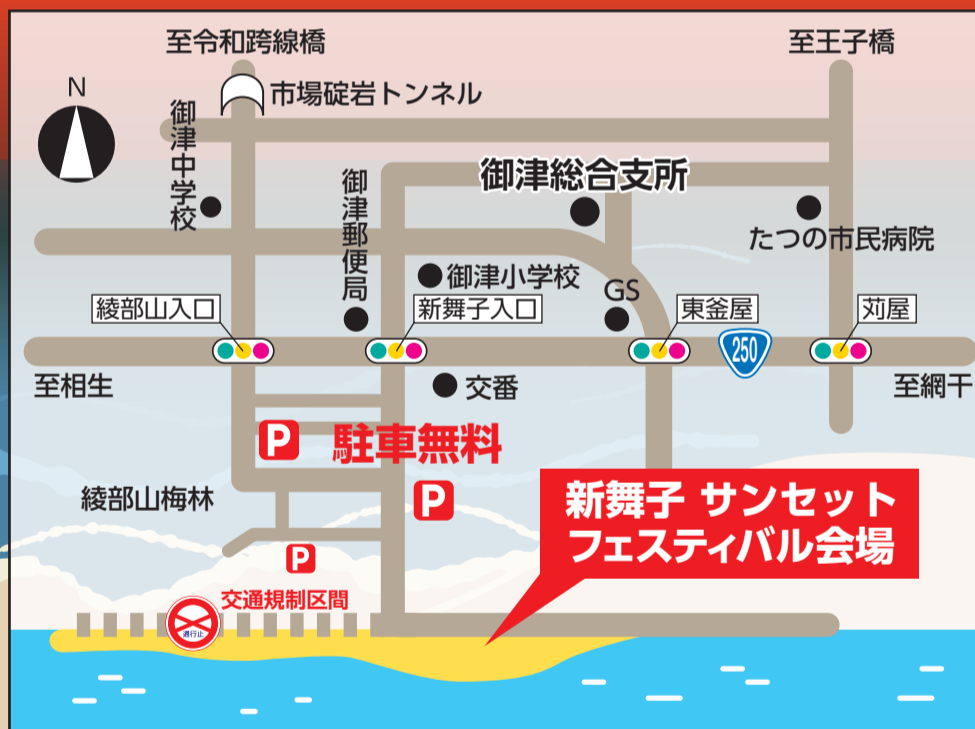 至令和跨線橋
至王子橋
N
市場碇岩トンネル
御津中学校
御津総合支所
御津郵便局
たつの市民病院
御津小学校
GS
綾部山入口
新舞子入口
東釜屋
苅屋
250
至相生
交番
至網干
P
駐車無料
綾部山梅林
P
新舞子 サンセット
フェスティバル会場
P
交通規制区間
通行止